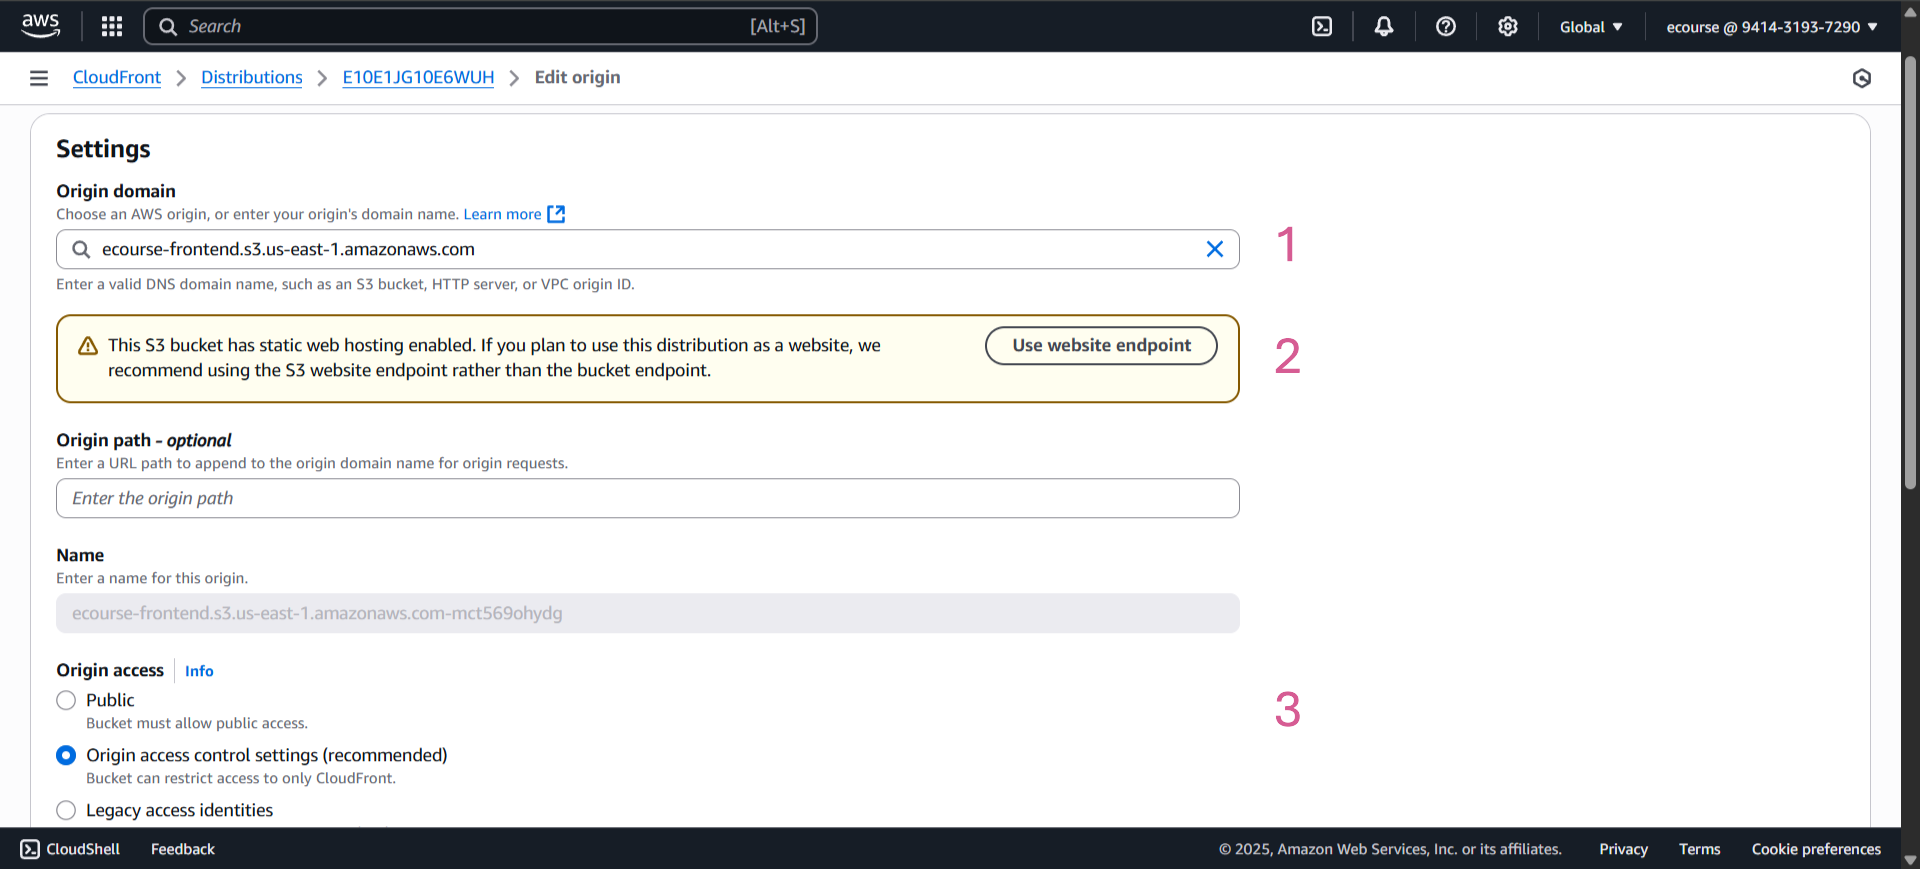 aws
Search [Alt+S]
Global
ecourse @ 9414-3193-7290
CloudFront
Distributions
E10E1JG10E6WUH
Edit origin
Settings
Origin domain
Choose an AWS origin, or enter your origin's domain name. Learn more
ecourse-frontend.s3.us-east-1.amazonaws.com
1
Enter a valid DNS domain name, such as an S3 bucket, HTTP server, or VPC origin ID.
This S3 bucket has static web hosting enabled. If you plan to use this distribution as a website, we
recommend using the S3 website endpoint rather than the bucket endpoint.
Use website endpoint
2
Origin path - optional
Enter a URL path to append to the origin domain name for origin requests.
Enter the origin path
Name
Enter a name for this origin.
ecourse-frontend.s3.us-east-1.amazonaws.com-mct569ohydg
Origin access
Info
Public
3
Bucket must allow public access.
Origin access control settings (recommended)
Bucket can restrict access to only CloudFront.
Legacy access identities
CloudShell
Feedback
© 2025, Amazon Web Services, Inc. or its affiliates.
Privacy
Terms
Cookie preferences